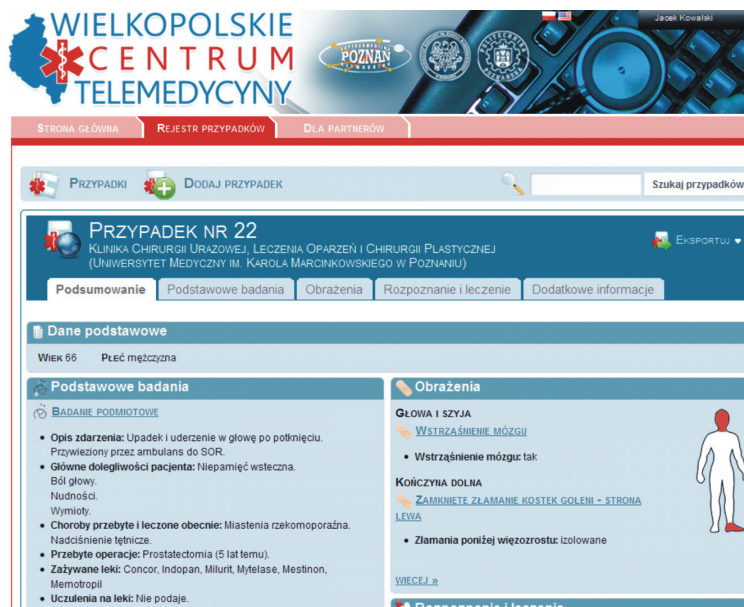 WIELKOPOLSKIE
CENTRUM
TELEMEDYCYNY
POZNAŃ
Jacek Kowalski
STRONA GŁÓWNA REJESTR PRZYPADKÓW DLA PARTNERÓW
PRZYPADKI DODAJ PRZYPADEK Szukaj przypadków
PRZYPADEK NR 22
KLINIKA CHIRURGII URAZOWEJ, LECZENIA OPARZEŃ I CHIRURGII PLASTYCZNEJ
(UNIWERSYTET MEDYCZNY IM. KAROLA MARCINKOWSKIEGO W POZNANIU)
EKSPORTUJ
Podsumowanie Podstawowe badania Obrażenia Rozpoznanie i leczenie Dodatkowe informacje
Dane podstawowe
WIEK 66 PŁEĆ mężczyzna
Podstawowe badania
BADANIE PODMIOTOWE
• Opis zdarzenia: Upadek i uderzenie w głowę po potknięciu.
Przywieziony przez ambulans do SOR.
• Główne dolegliwości pacjenta: Niepamięć wsteczna.
Ból głowy.
Nudności.
Wymioty.
• Choroby przebyte i leczone obecnie: Miastenia rzekomoporaźna.
Nadciśnienie tętnicze.
• Przebyte operacje: Prostatectomia (5 lat temu).
• Zażywane leki: Concor, Indopan, Milurit, Mytelase, Mestinon,
Memotropil
• Uczulenia na leki: Nie podaje.
Obrażenia
GŁOWA I SZYJA
WSTRZĄŚNIENIE MÓZGU
• Wstrząśnienie mózgu: tak
KOŃCZYNA DOLNA
ZAMKNIĘTE ZŁAMANIE KOSTEK GOLENI - STRONA
LEWA
• Złamania poniżej więzozrostu: izolowane
WIĘCEJ »
Rozpoznanie i leczenie